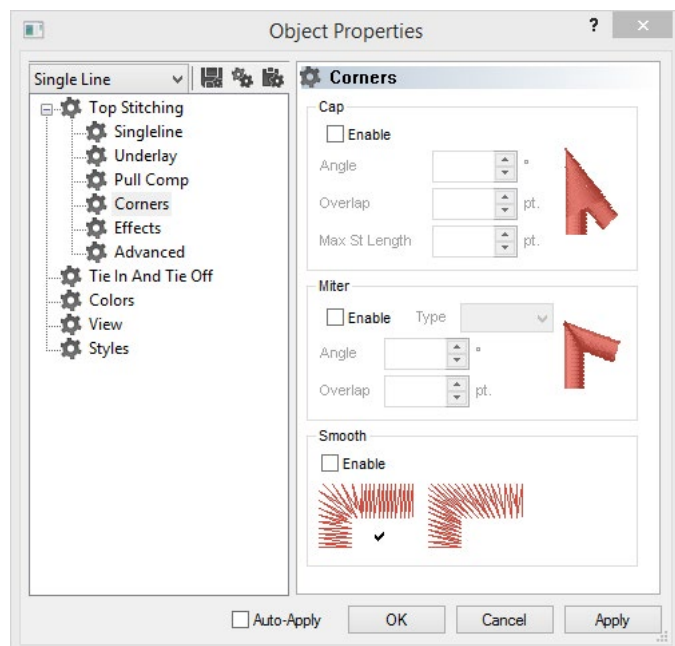 Object Properties
?
Single Line
Top Stitching
Singleline
Underlay
Pull Comp
Corners
Effects
Advanced
Tie In And Tie Off
Colors
View
Styles
Corners
Cap
Enable
Angle °
Overlap pt.
Max St Length pt.
Miter
Enable Type
Angle °
Overlap pt.
Smooth
Enable
Auto-Apply OK Cancel Apply